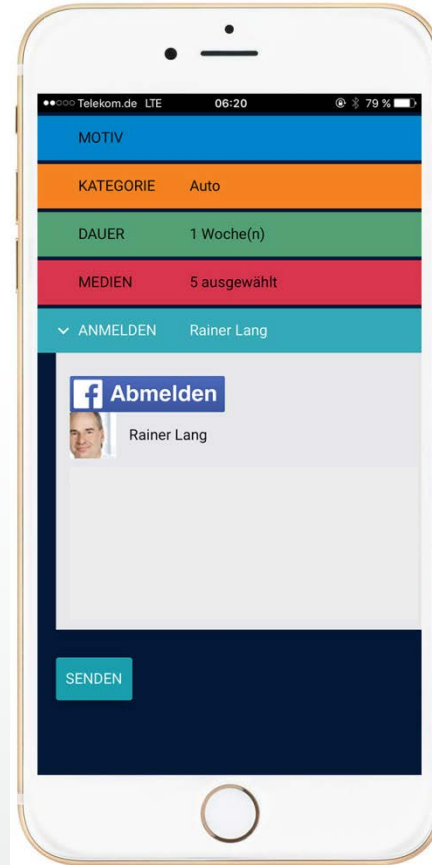 Telekom.de LTE 06:20 79 %
MOTIV
KATEGORIE Auto
DAUER 1 Woche(n)
MEDIEN 5 ausgewählt
ANMELDEN Rainer Lang
f Abmelden
Rainer Lang
SENDEN